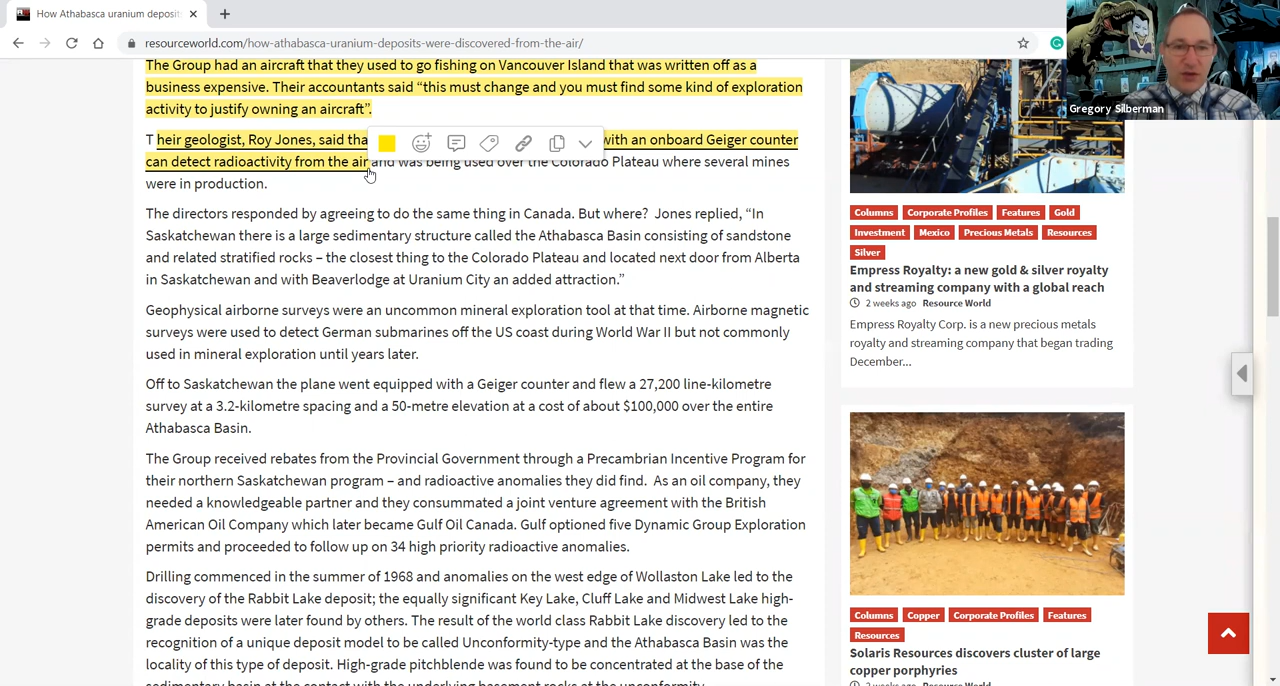 How Athabasca uranium deposits
resourceworld.com/how-athabasca-uranium-deposits-were-discovered-from-the-air/
Gregory Silberman
The Group had an aircraft that they used to go fishing on Vancouver Island that was written off as a
business expensive. Their accountants said “this must change and you must find some kind of exploration
activity to justify owning an aircraft”.
T heir geologist, Roy Jones, said tha with an onboard Geiger counter
can detect radioactivity from the air and was being used over the Colorado Plateau where several mines
were in production.
The directors responded by agreeing to do the same thing in Canada. But where? Jones replied, “In
Saskatchewan there is a large sedimentary structure called the Athabasca Basin consisting of sandstone
and related stratified rocks – the closest thing to the Colorado Plateau and located next door from Alberta
in Saskatchewan and with Beaverlodge at Uranium City an added attraction.”
Geophysical airborne surveys were an uncommon mineral exploration tool at that time. Airborne magnetic
surveys were used to detect German submarines off the US coast during World War II but not commonly
used in mineral exploration until years later.
Off to Saskatchewan the plane went equipped with a Geiger counter and flew a 27,200 line-kilometre
survey at a 3.2-kilometre spacing and a 50-metre elevation at a cost of about $100,000 over the entire
Athabasca Basin.
The Group received rebates from the Provincial Government through a Precambrian Incentive Program for
their northern Saskatchewan program – and radioactive anomalies they did find. As an oil company, they
needed a knowledgeable partner and they consummated a joint venture agreement with the British
American Oil Company which later became Gulf Oil Canada. Gulf optioned five Dynamic Group Exploration
permits and proceeded to follow up on 34 high priority radioactive anomalies.
Drilling commenced in the summer of 1968 and anomalies on the west edge of Wollaston Lake led to the
discovery of the Rabbit Lake deposit; the equally significant Key Lake, Cluff Lake and Midwest Lake high-
grade deposits were later found by others. The result of the world class Rabbit Lake discovery led to the
recognition of a unique deposit model to be called Unconformity-type and the Athabasca Basin was the
locality of this type of deposit. High-grade pitchblende was found to be concentrated at the base of the
sedimentary basin at the contact with the underlying basement rocks at the unconformity.
Columns Corporate Profiles Features Gold
Investment Mexico Precious Metals Resources
Silver
Empress Royalty: a new gold & silver royalty
and streaming company with a global reach
2 weeks ago Resource World
Empress Royalty Corp. is a new precious metals
royalty and streaming company that began trading
December...
Columns Copper Corporate Profiles Features
Resources
Solaris Resources discovers cluster of large
copper porphyries
2 weeks ago Resource World